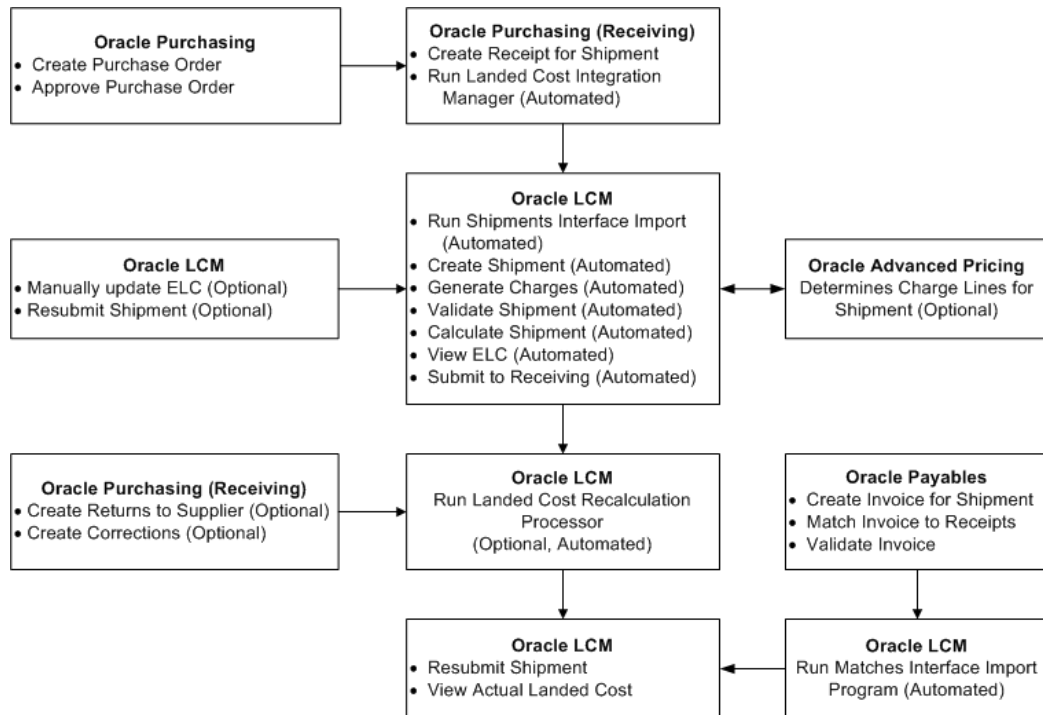 Oracle Purchasing
• Create Purchase Order
• Approve Purchase Order
Oracle Purchasing (Receiving)
• Create Receipt for Shipment
• Run Landed Cost Integration
Manager (Automated)
Oracle LCM
• Manually update ELC (Optional)
• Resubmit Shipment (Optional)
Oracle LCM
• Run Shipments Interface Import
(Automated)
• Create Shipment (Automated)
• Generate Charges (Automated)
• Validate Shipment (Automated)
• Calculate Shipment (Automated)
• View ELC (Automated)
• Submit to Receiving (Automated)
Oracle Advanced Pricing
Determines Charge Lines for
Shipment (Optional)
Oracle Purchasing (Receiving)
• Create Returns to Supplier (Optional)
• Create Corrections (Optional)
Oracle LCM
Run Landed Cost Recalculation
Processor
(Optional, Automated)
Oracle Payables
• Create Invoice for Shipment
• Match Invoice to Receipts
• Validate Invoice
Oracle LCM
• Resubmit Shipment
• View Actual Landed Cost
Oracle LCM
Run Matches Interface Import
Program (Automated)